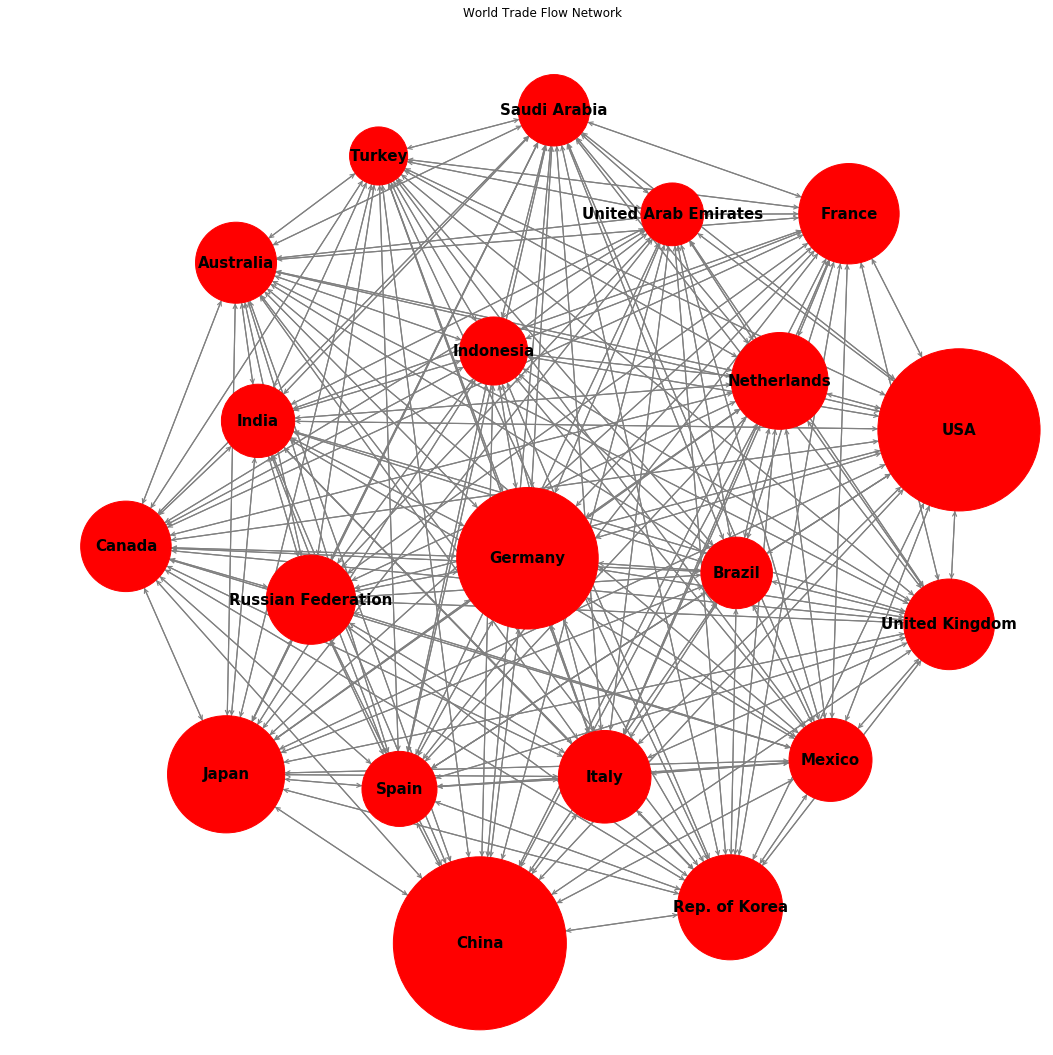 World Trade Flow Network
Saudi Arabia
Turkey
United Arab Emirates
France
Australia
Indonesia
Netherlands
India
USA
Canada
Germany
Brazil
Russian Federation
United Kingdom
Japan
Spain
Italy
Mexico
Rep. of Korea
China